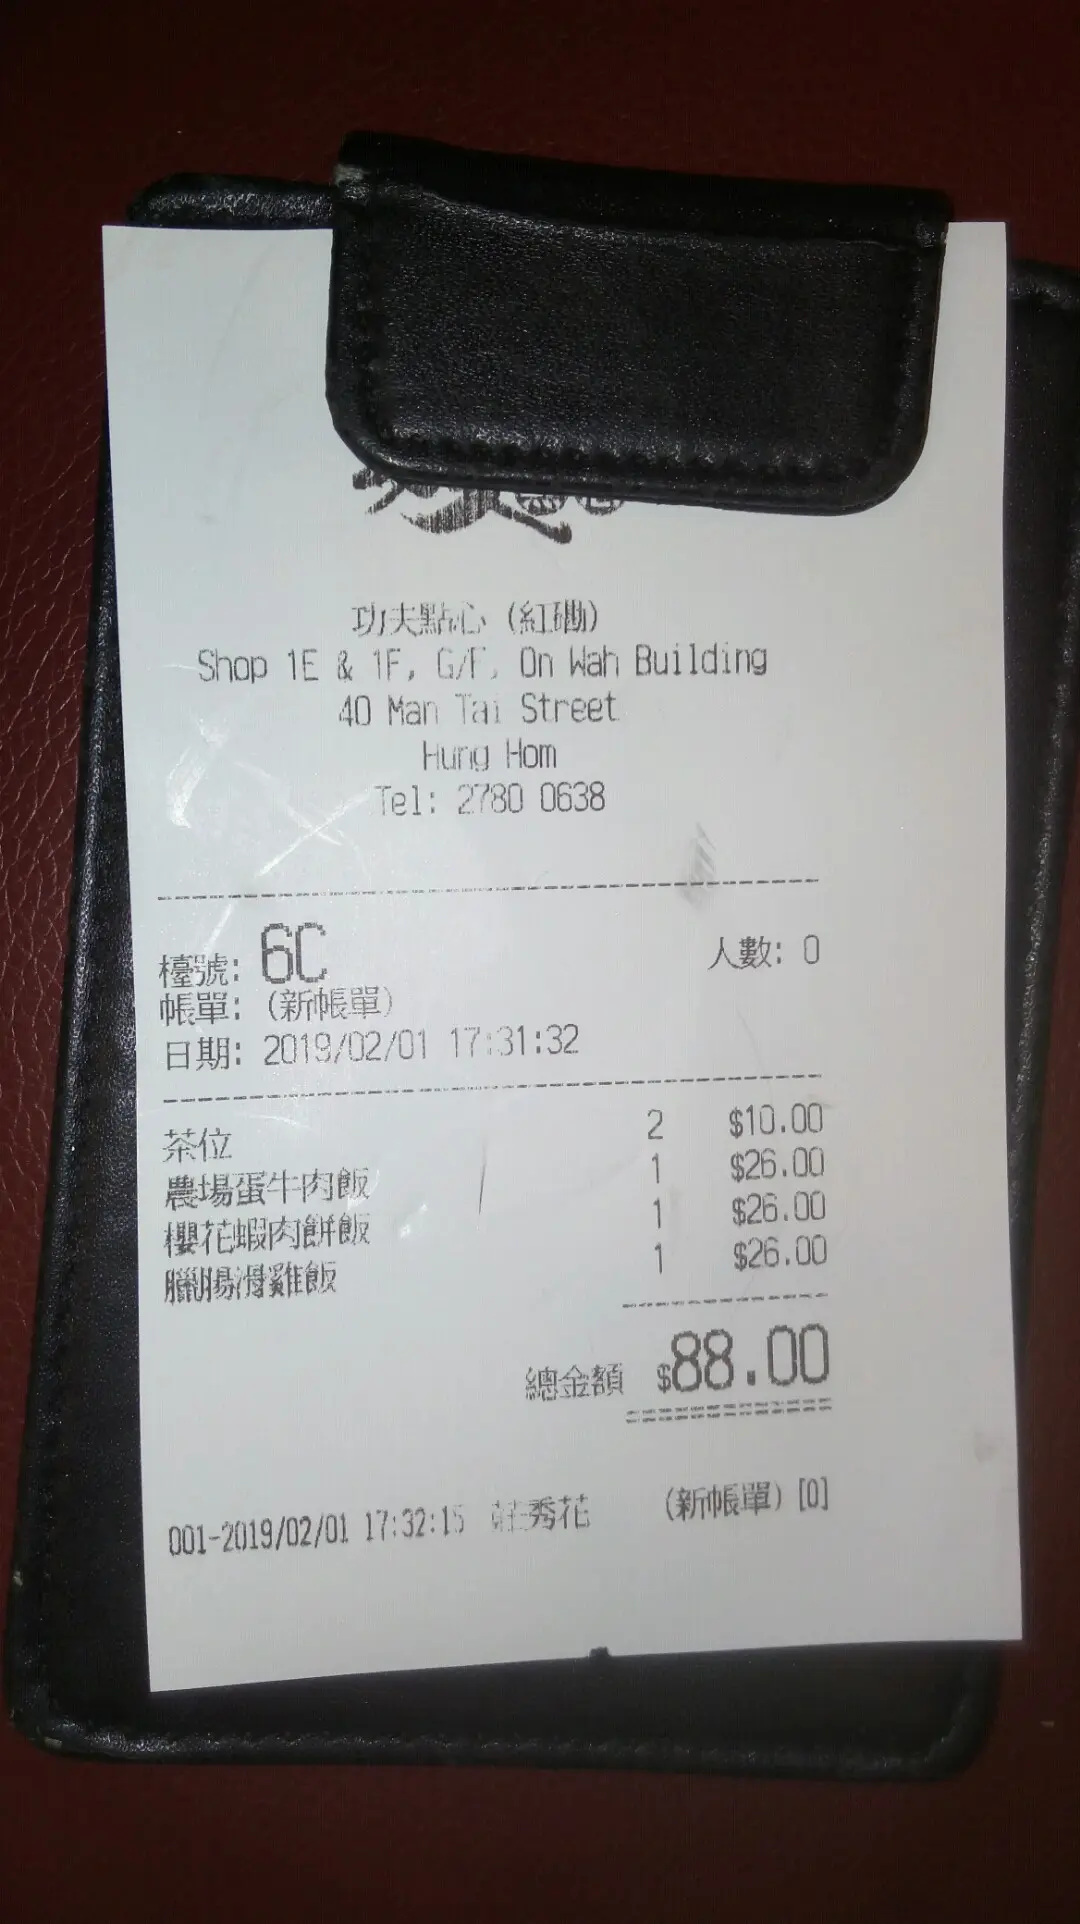 功夫點心 (紅磡)
Shop 1E & 1F, G/F, On Wah Building
40 Man Tai Street
Hung Hom
Tel: 2780 0638
檯號: 6C 人數: 0
帳單: (新帳單)
日期: 2019/02/01 17:31:32
茶位 2 $10.00
農場蛋牛肉飯 1 $26.00
櫻花蝦肉餅飯 1 $26.00
臘腸滑雞飯 1 $26.00
總金額 $88.00
001-2019/02/01 17:32:15 莊秀花 (新帳單) [0]